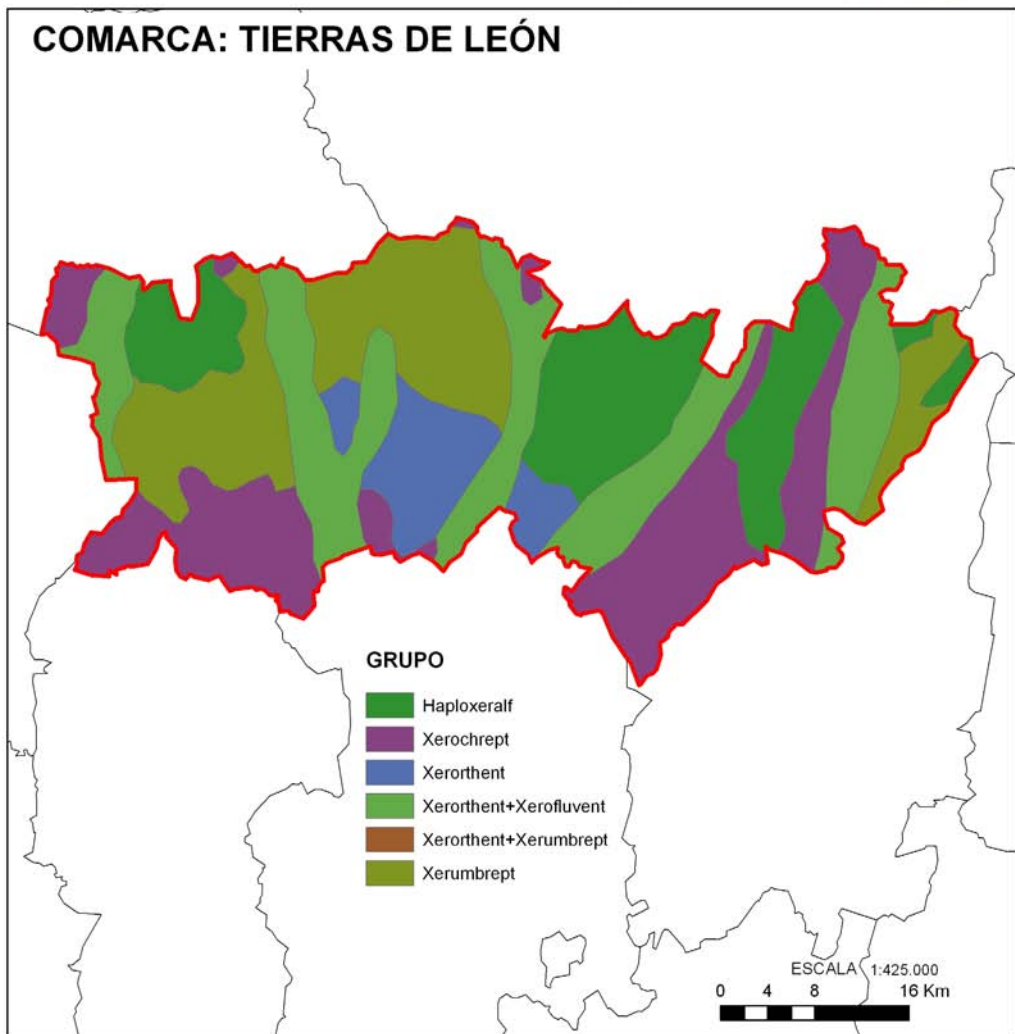 COMARCA: TIERRAS DE LEÓN
GRUPO
Haploxeralf
Xerochrept
Xerorthent
Xerorthent+Xerofluvent
Xerorthent+Xerumbrept
Xerumbrept
ESCALA 1:425.000
0 4 8 16 Km